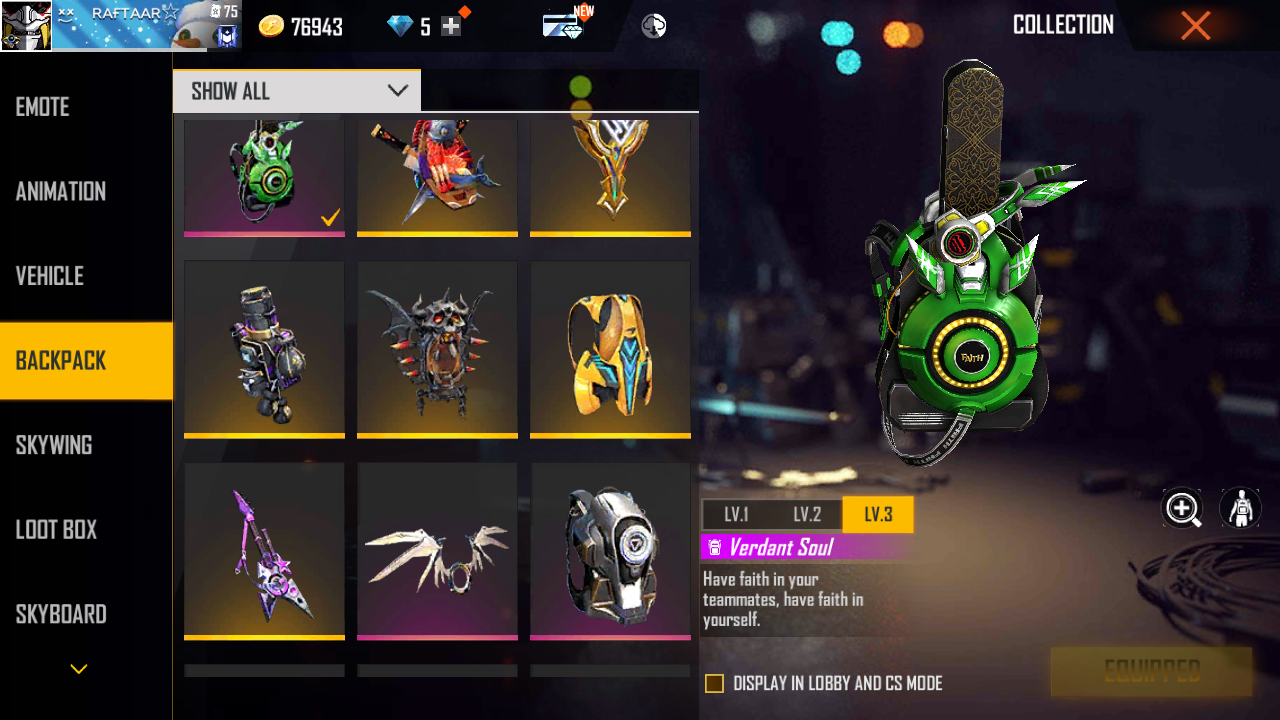 RAFTAAR☆
75
76943
5
NEW
COLLECTION
EMOTE
ANIMATION
VEHICLE
BACKPACK
SKYWING
LOOT BOX
SKYBOARD
SHOW ALL
FAITH
LV.1
LV.2
LV.3
Verdant Soul
Have faith in your
teammates, have faith in
yourself.
DISPLAY IN LOBBY AND CS MODE
EQUIPPED